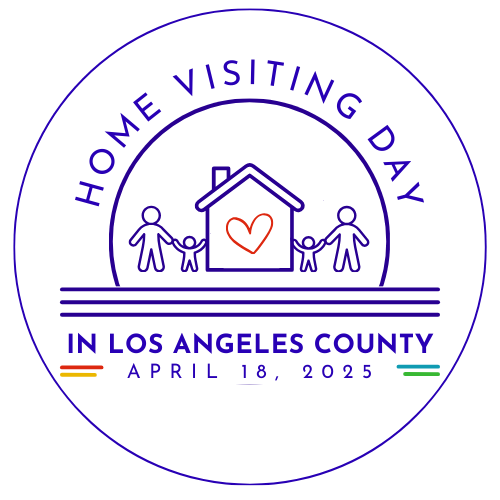 HOME VISITING DAY
IN LOS ANGELES COUNTY
APRIL 18, 2025